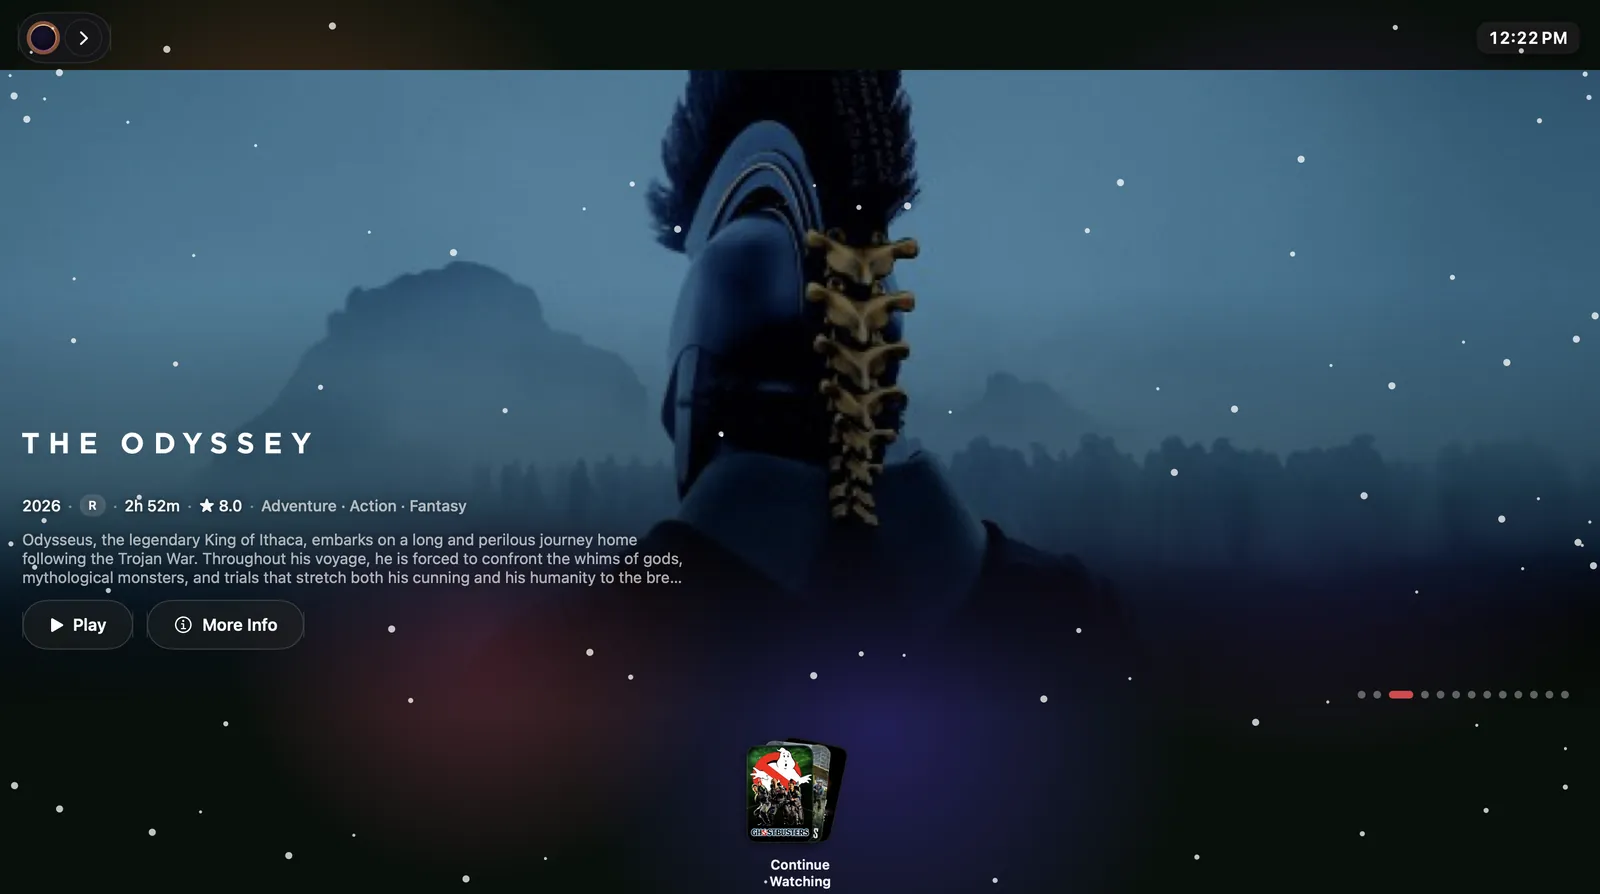 12:22 PM
THE ODYSSEY
2026 · R · 2h 52m · ★ 8.0 · Adventure · Action · Fantasy
Odysseus, the legendary King of Ithaca, embarks on a long and perilous journey home
following the Trojan War. Throughout his voyage, he is forced to confront the whims of gods,
mythological monsters, and trials that stretch both his cunning and his humanity to the bre...
Play
More Info
GHOSTBUSTERS
S
Continue
Watching